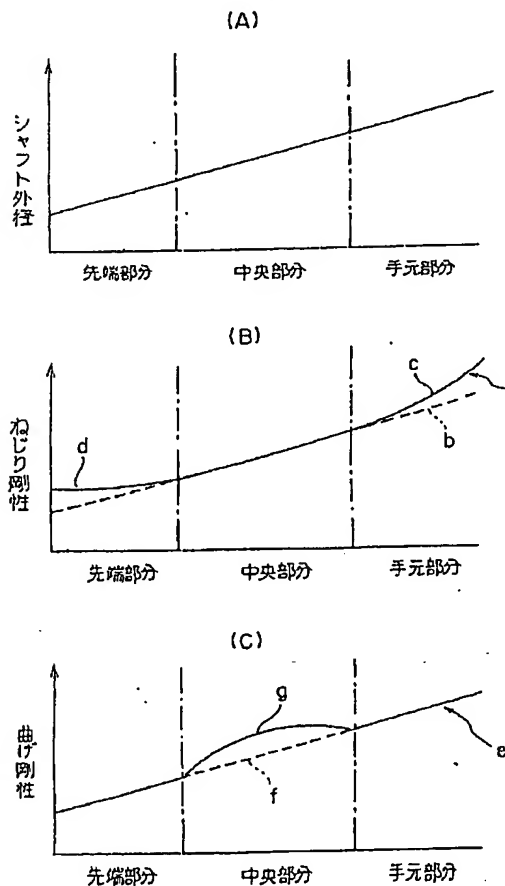 (A)
シャフト外径
先端部分 中央部分 手元部分
(B)
ねじり剛性
d
c
b
先端部分 中央部分 手元部分
(C)
曲げ剛性
g
f
e
先端部分 中央部分 手元部分